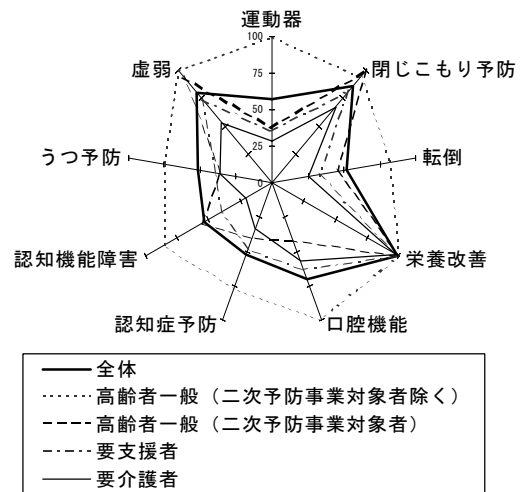 運動器
100
75
50
25
0
虚弱
閉じこもり予防
うつ予防
転倒
認知機能障害
栄養改善
認知症予防
口腔機能
全体
高齢者一般（二次予防事業対象者除く）
高齢者一般（二次予防事業対象者）
要支援者
要介護者